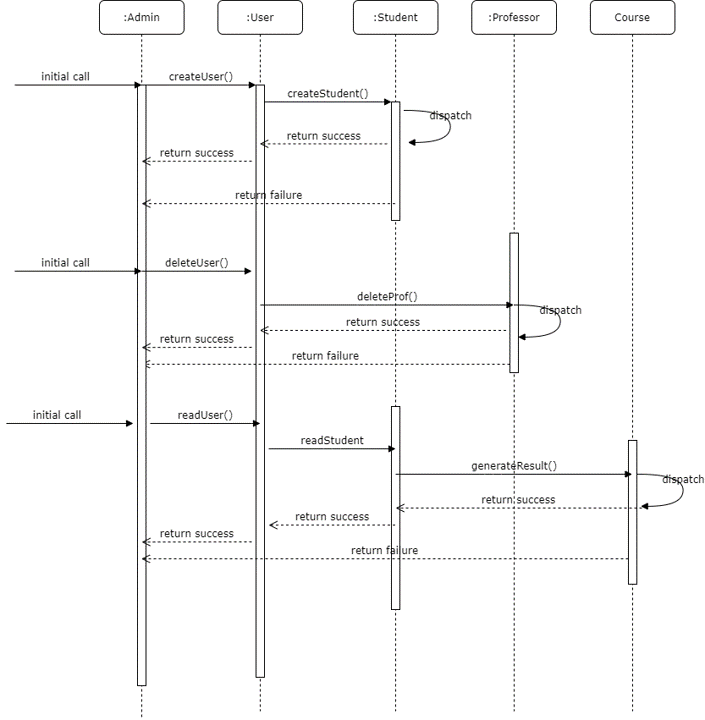 :Admin
:User
:Student
:Professor
Course
initial call
createUser()
createStudent()
dispatch
return success
return success
return failure
initial call
deleteUser()
deleteProf()
dispatch
return success
return success
return failure
initial call
readUser()
readStudent
generateResult()
dispatch
return success
return success
return success
return failure